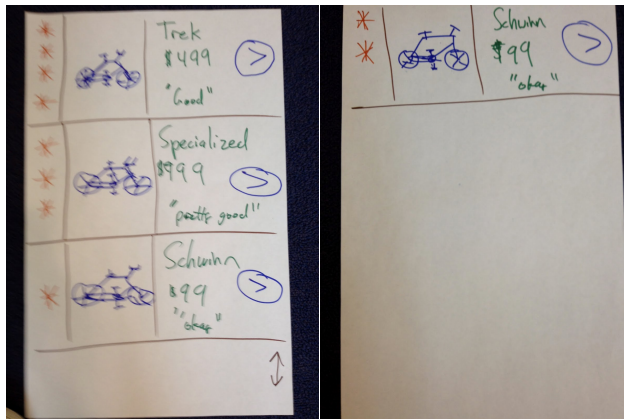 Trek
$499
"Good"
>
Specialized
$999
"pretty good"
>
Schwinn
$99
"okay"
>
Schwinn
$99
"okay"
>